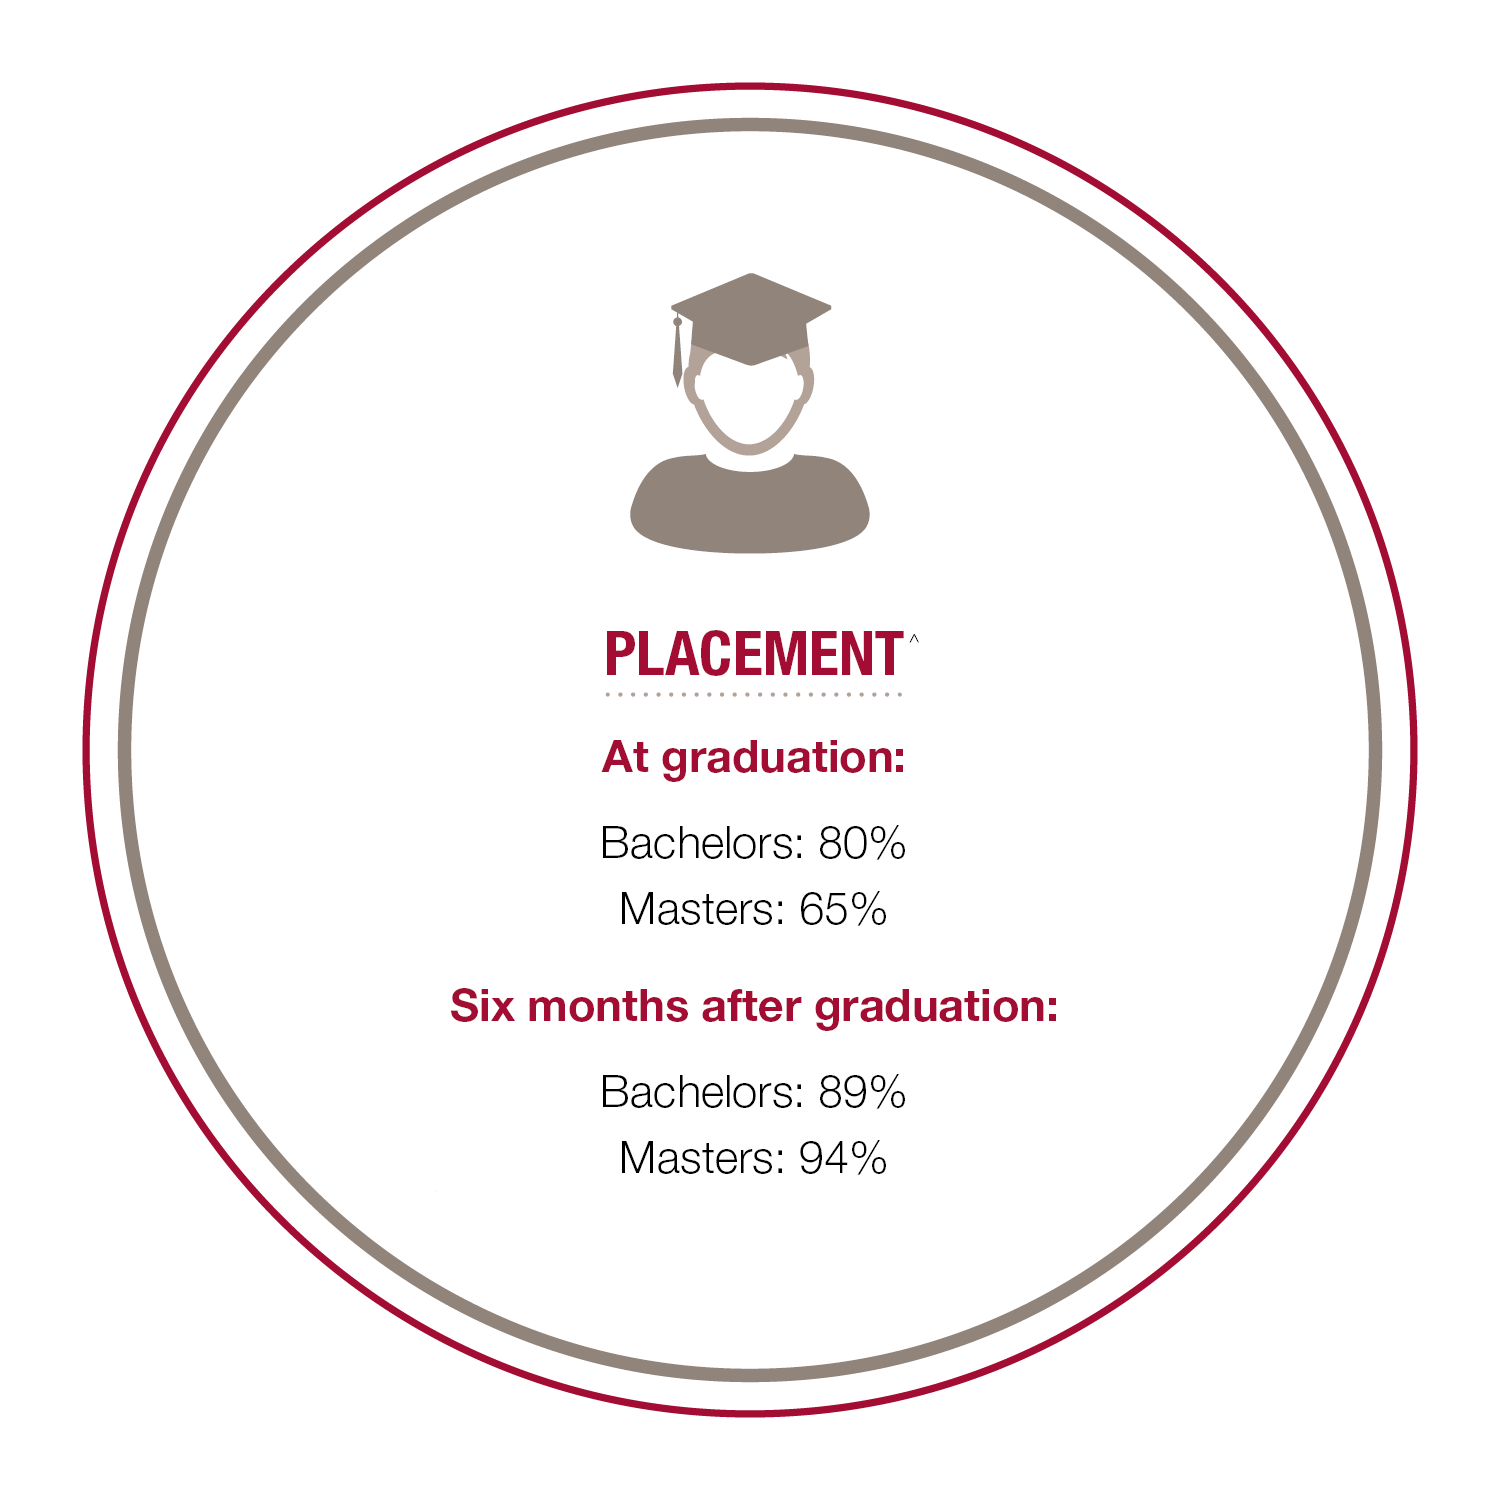 PLACEMENT^
At graduation:
Bachelors: 80%
Masters: 65%
Six months after graduation:
Bachelors: 89%
Masters: 94%